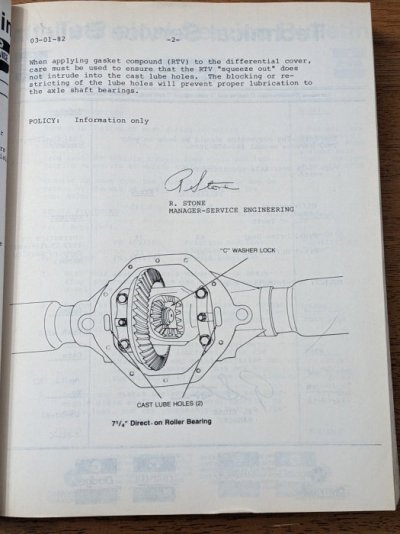 03-01-82 -2-
When applying gasket compound (RTV) to the differential cover,
care must be used to ensure that the RTV "squeeze out" does
not intrude into the cast lube holes. The blocking or re-
stricting of the lube holes will prevent proper lubrication to
the axle shaft bearings.
POLICY: Information only
R. Stone
R. STONE
MANAGER-SERVICE ENGINEERING
"C" WASHER LOCK
CAST LUBE HOLES (2)
7¼" Direct-on Roller Bearing